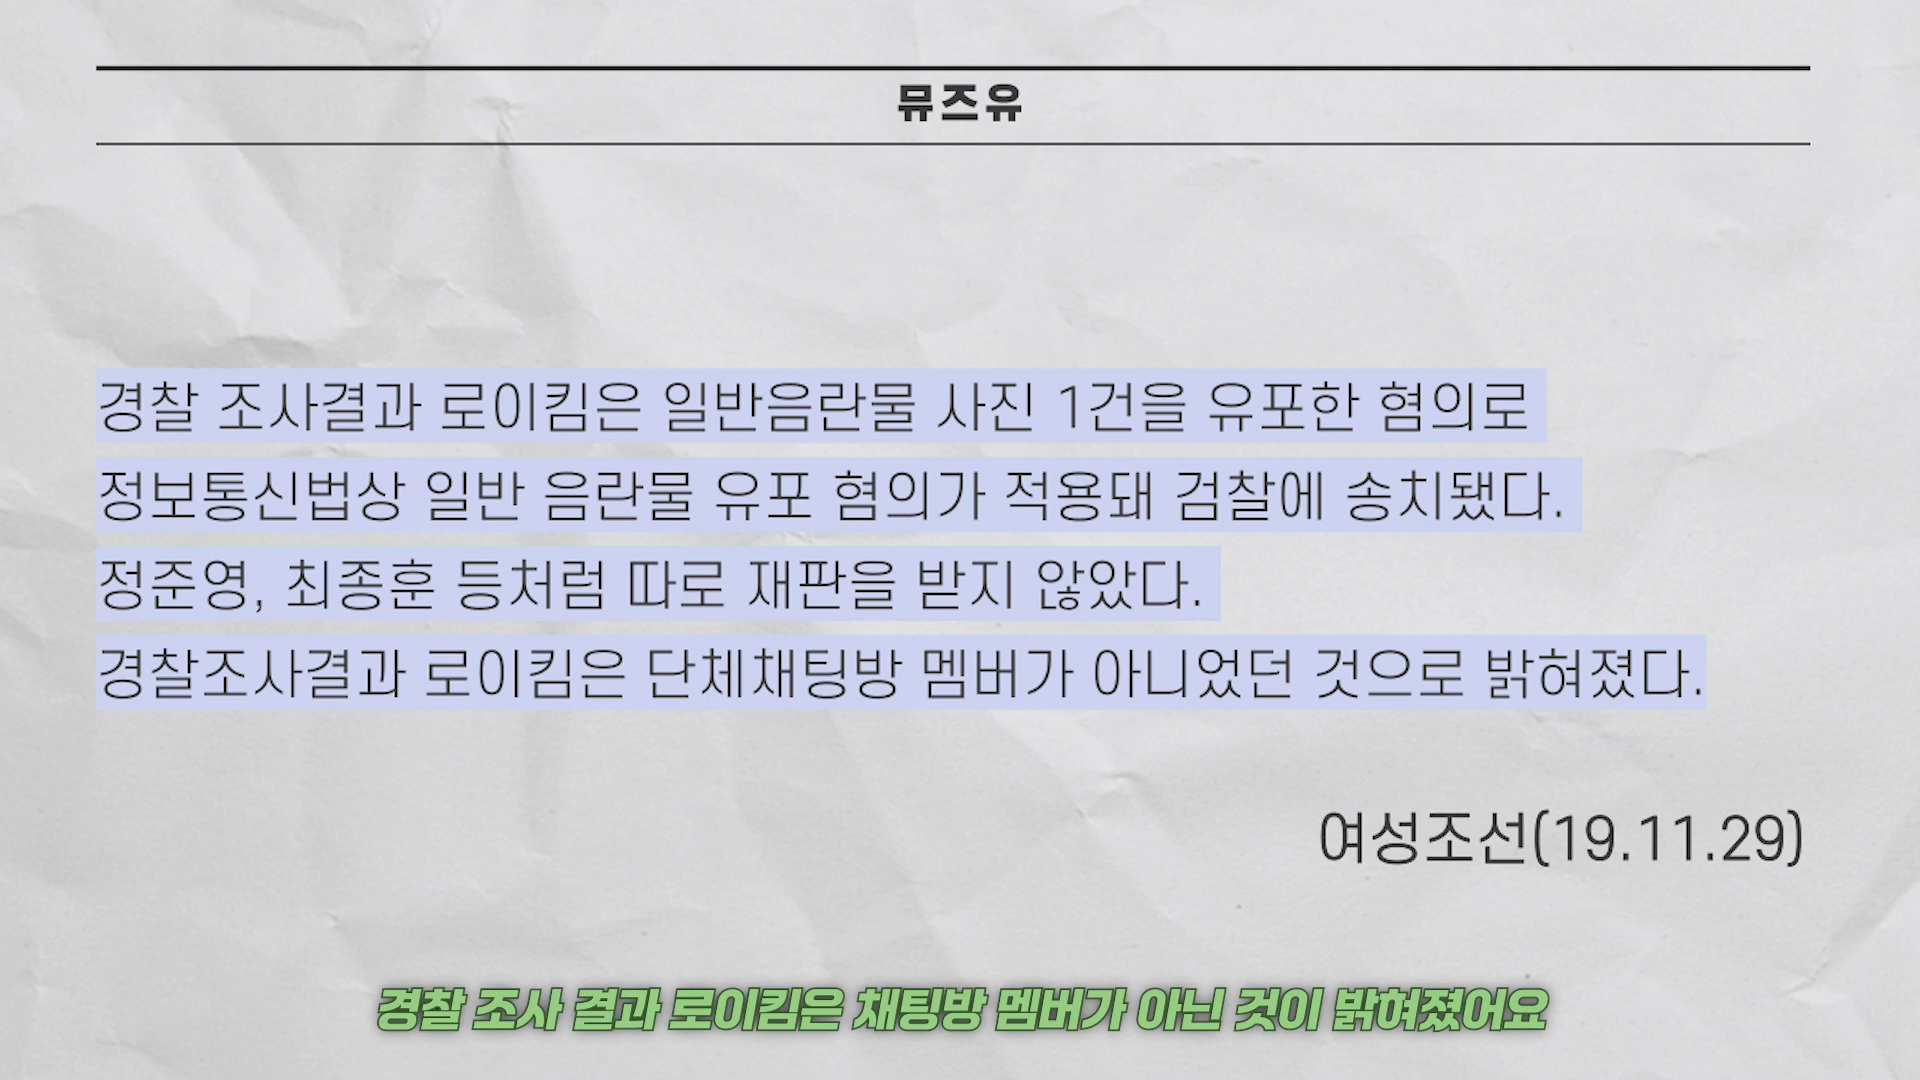 뮤즈유
경찰 조사결과 로이킴은 일반음란물 사진 1건을 유포한 혐의로
정보통신법상 일반 음란물 유포 혐의가 적용돼 검찰에 송치됐다.
정준영, 최종훈 등처럼 따로 재판을 받지 않았다.
경찰조사결과 로이킴은 단체채팅방 멤버가 아니었던 것으로 밝혀졌다.
여성조선(19.11.29)
경찰 조사 결과 로이킴은 채팅방 멤버가 아닌 것이 밝혀졌어요